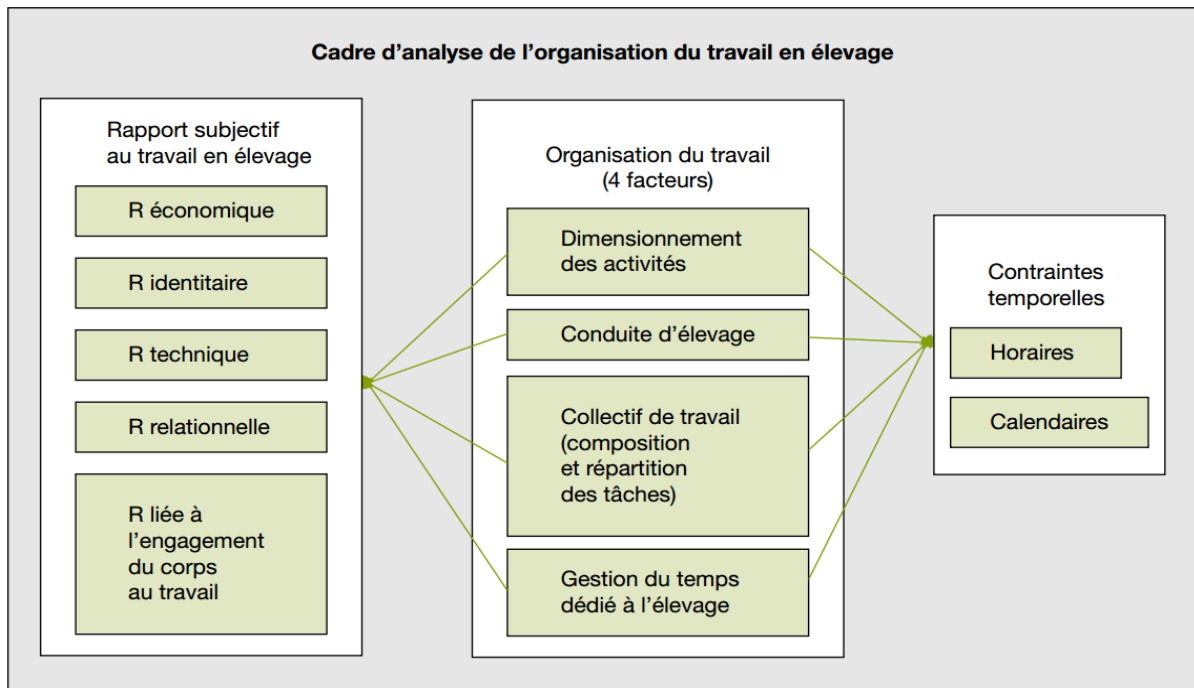 Cadre d’analyse de l’organisation du travail en élevage
Rapport subjectif
au travail en élevage
R économique
R identitaire
R technique
R relationnelle
R liée à
l’engagement
du corps
au travail
Organisation du travail
(4 facteurs)
Dimensionnement
des activités
Conduite d’élevage
Collectif de travail
(composition
et répartition
des tâches)
Gestion du temps
dédié à l’élevage
Contraintes
temporelles
Horaires
Calendaires